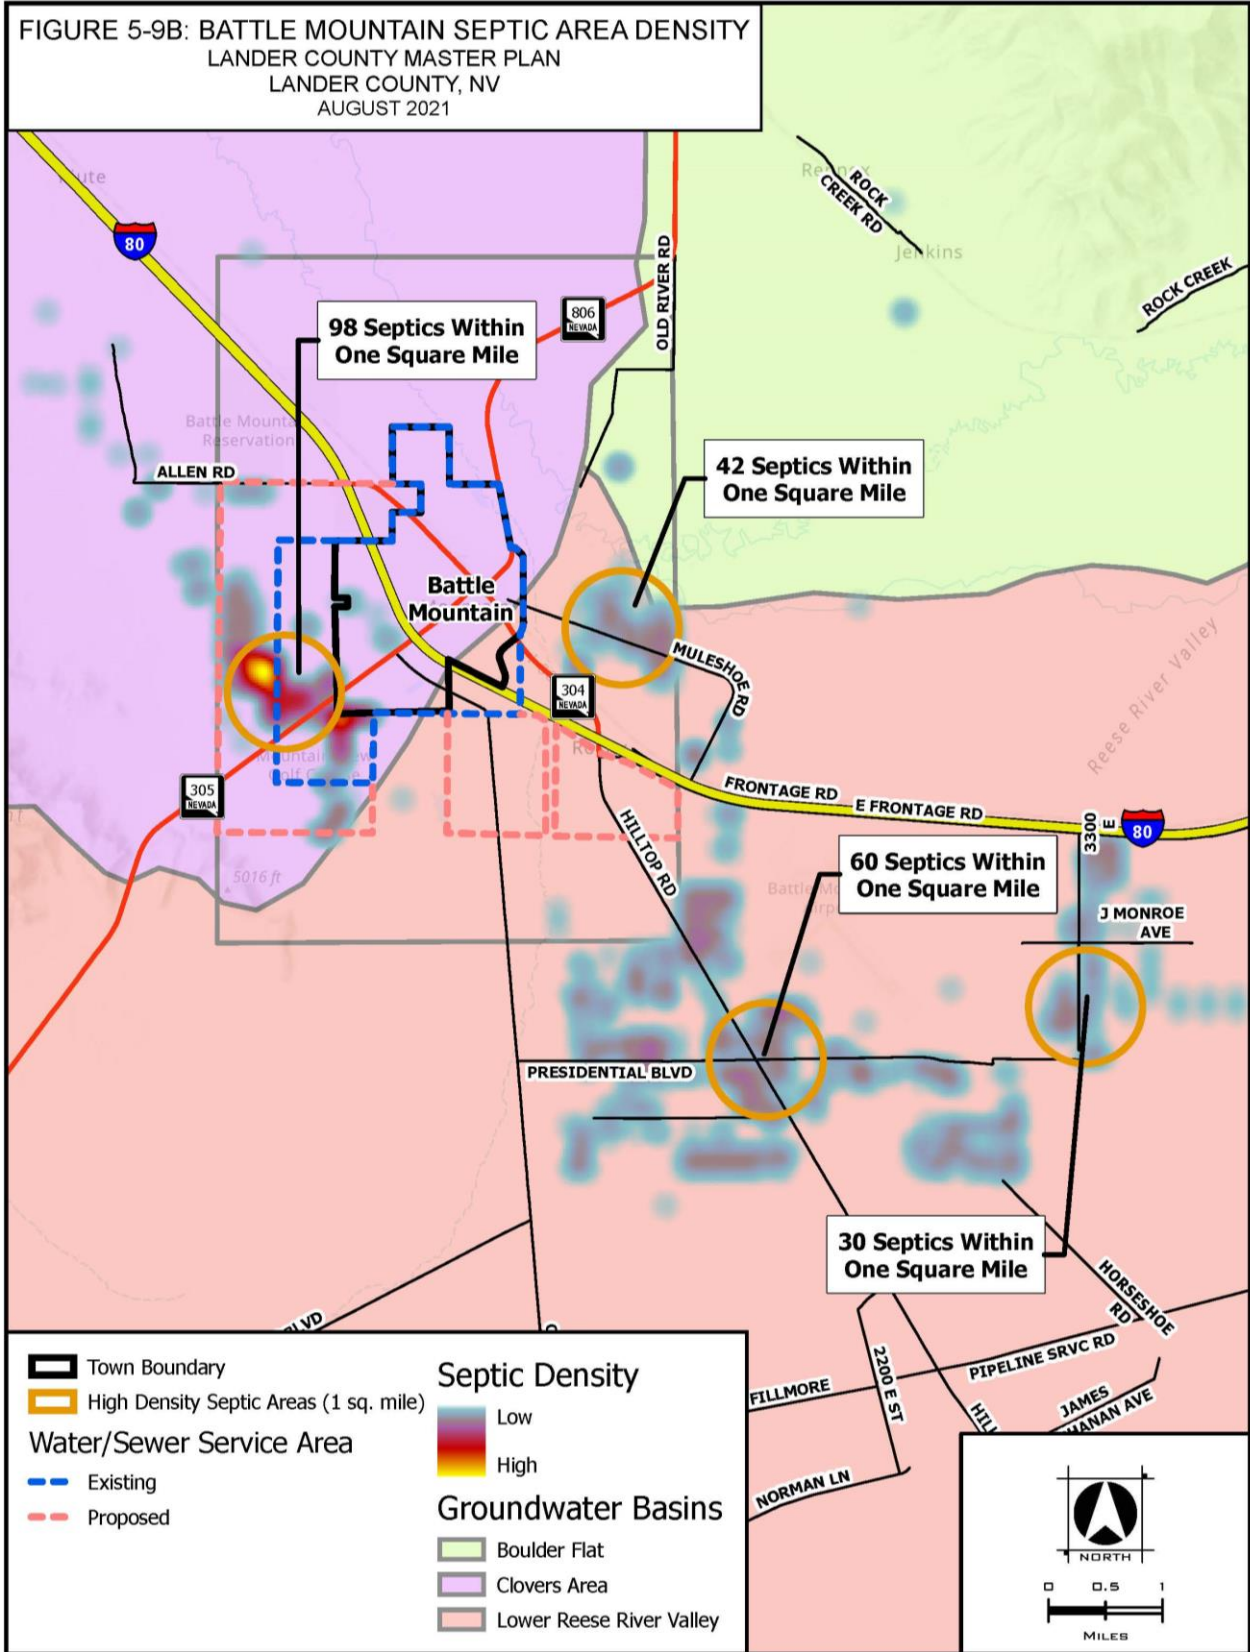 FIGURE 5-9B: BATTLE MOUNTAIN SEPTIC AREA DENSITY
LANDER COUNTY MASTER PLAN
LANDER COUNTY, NV
AUGUST 2021
80
806
NEVADA
OLD RIVER RD
ROCK
CREEK RD
Jenkins
ROCK CREEK
98 Septics Within
One Square Mile
Reservation
ALLEN RD
42 Septics Within
One Square Mile
Battle
Mountain
MULESHOE RD
304
NEVADA
Reese River Valley
305
NEVADA
5016 ft
HILLTOP RD
FRONTAGE RD
E FRONTAGE RD
3300
E
80
60 Septics Within
One Square Mile
J MONROE
AVE
PRESIDENTIAL BLVD
30 Septics Within
One Square Mile
HORSESHOE
RD
PIPELINE SRVC RD
FILLMORE
2200 E ST
JAMES
HANAN AVE
HILL
NORMAN LN
BLVD
Town Boundary
High Density Septic Areas (1 sq. mile)
Water/Sewer Service Area
Existing
Proposed
Septic Density
Low
High
Groundwater Basins
Boulder Flat
Clovers Area
Lower Reese River Valley
NORTH
0 0.5 1
MILES